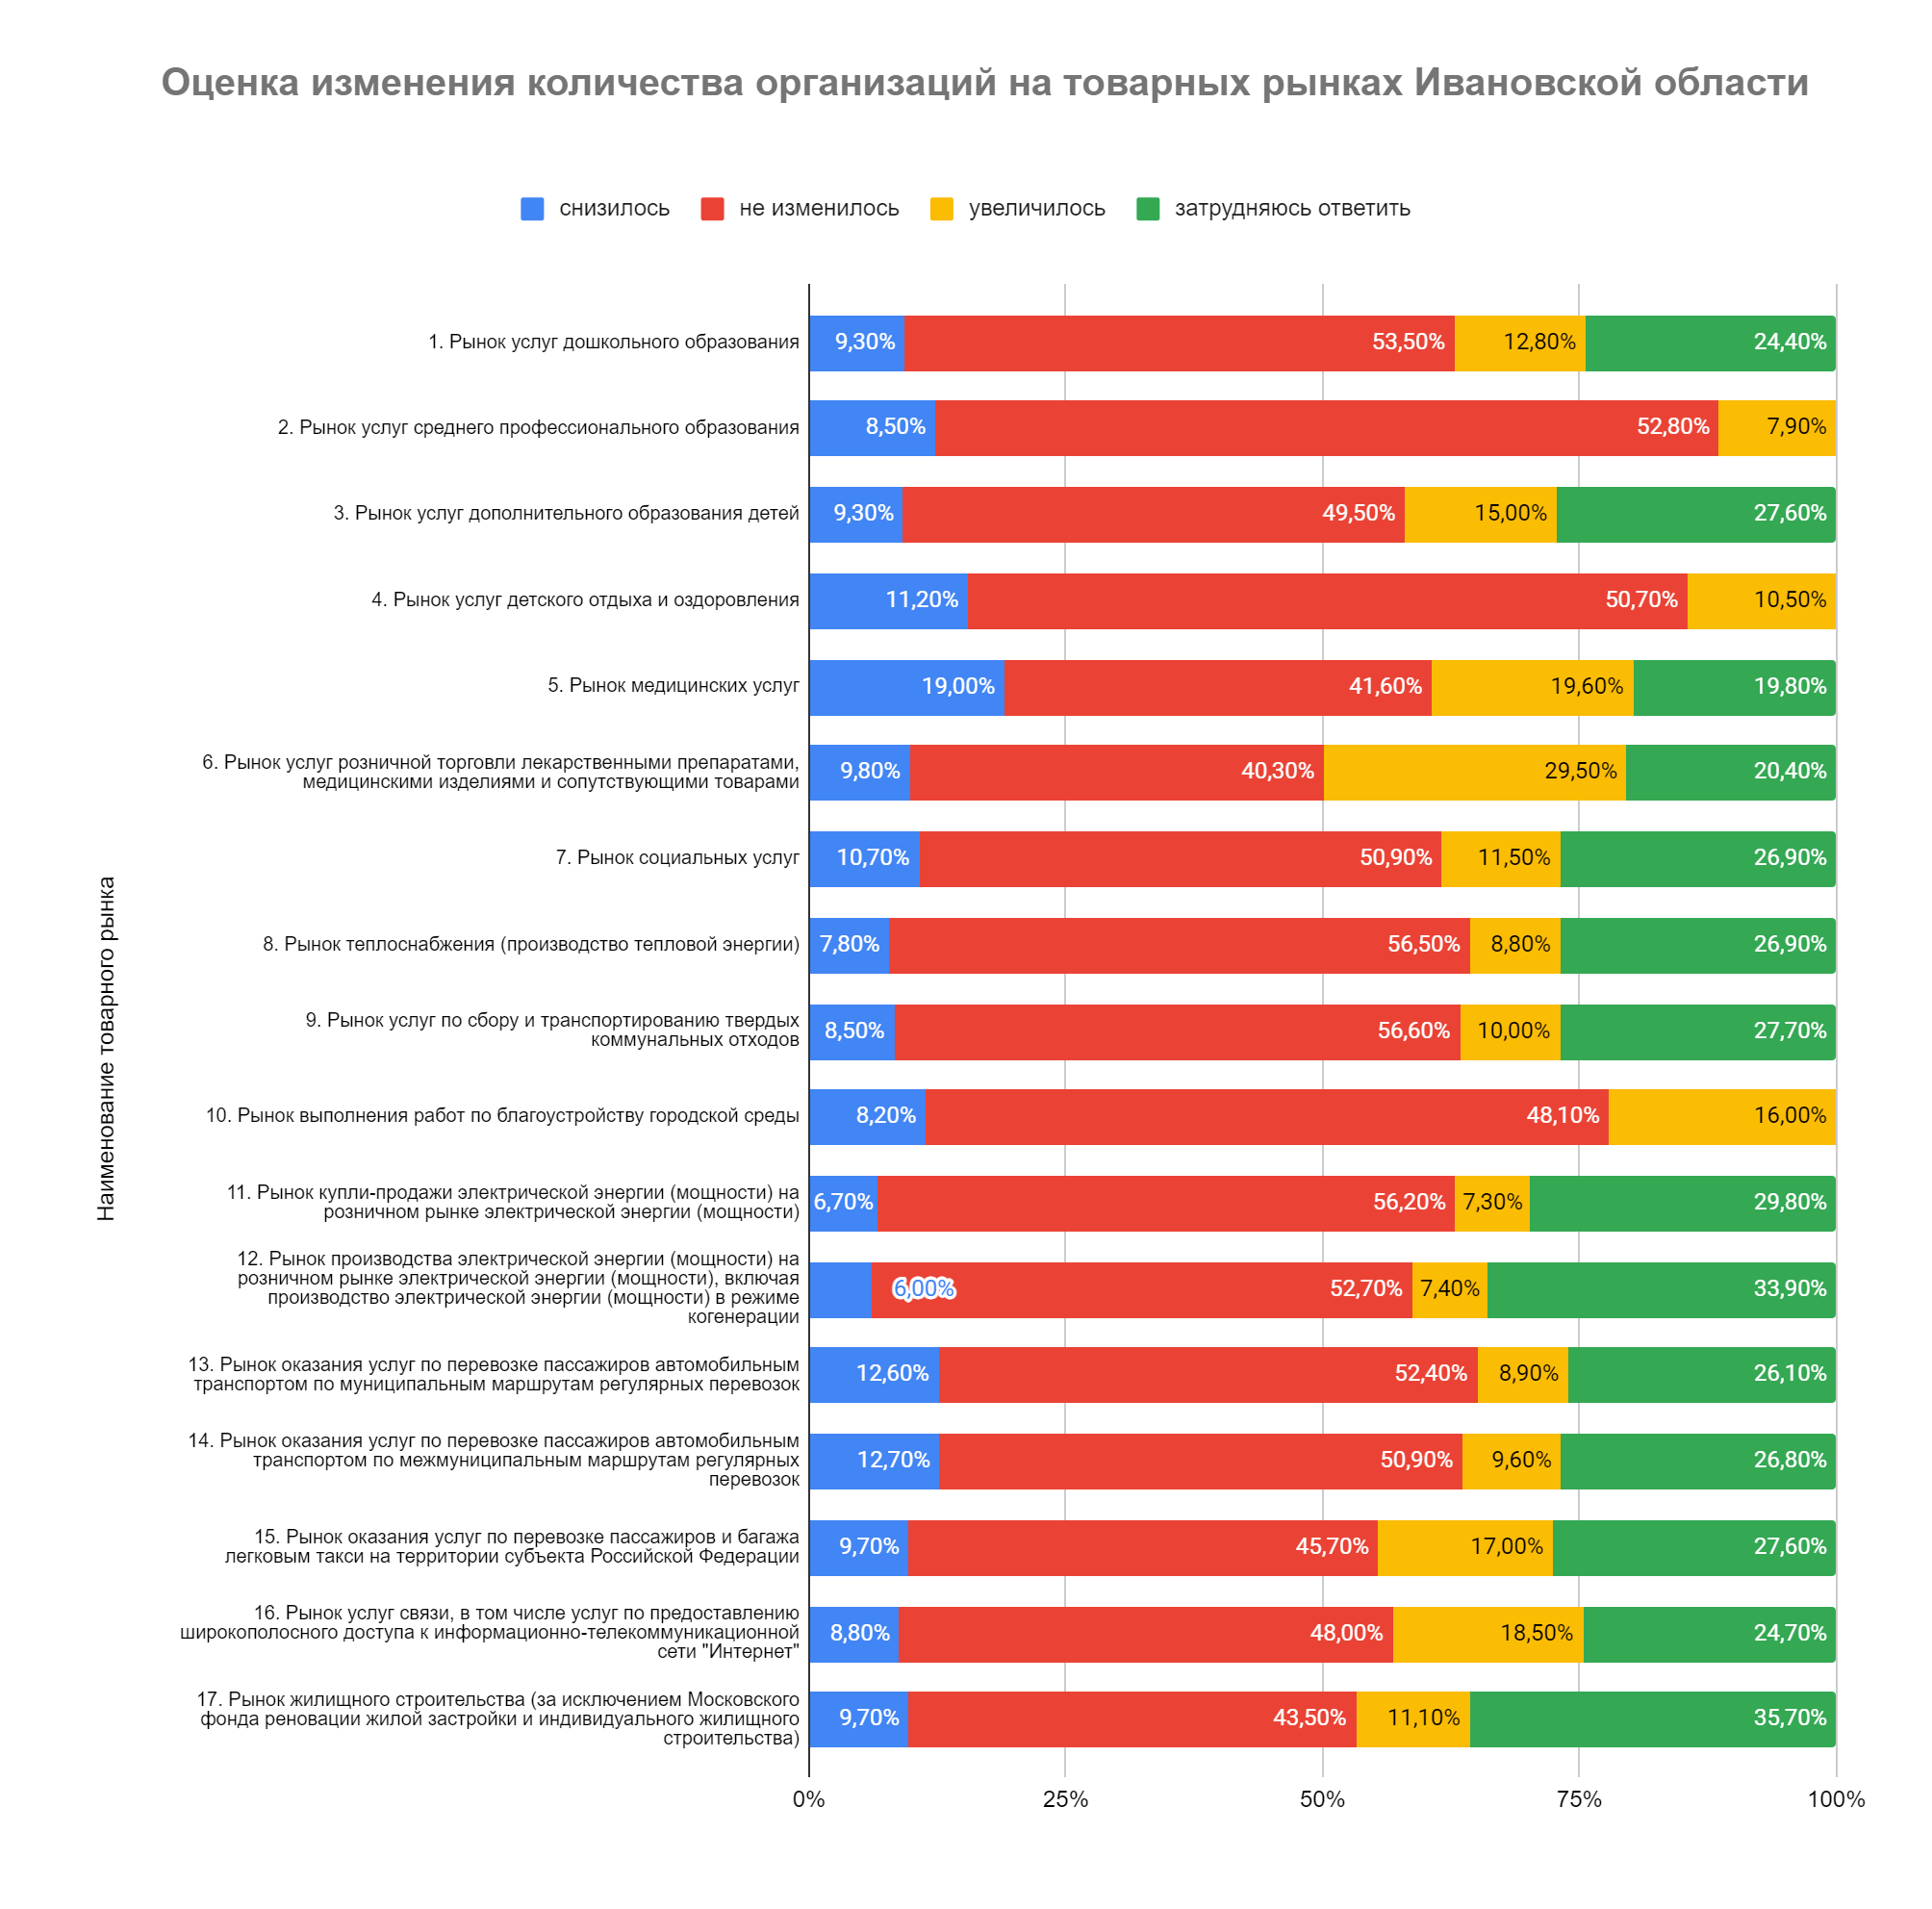 Оценка изменения количества организаций на товарных рынках Ивановской области
снизилось
не изменилось
увеличилось
затрудняюсь ответить
Наименование товарного рынка
1. Рынок услуг дошкольного образования
9,30% 53,50% 12,80% 24,40%
2. Рынок услуг среднего профессионального образования
8,50% 52,80% 7,90%
3. Рынок услуг дополнительного образования детей
9,30% 49,50% 15,00% 27,60%
4. Рынок услуг детского отдыха и оздоровления
11,20% 50,70% 10,50%
5. Рынок медицинских услуг
19,00% 41,60% 19,60% 19,80%
6. Рынок услуг розничной торговли лекарственными препаратами,
медицинскими изделиями и сопутствующими товарами
9,80% 40,30% 29,50% 20,40%
7. Рынок социальных услуг
10,70% 50,90% 11,50% 26,90%
8. Рынок теплоснабжения (производство тепловой энергии)
7,80% 56,50% 8,80% 26,90%
9. Рынок услуг по сбору и транспортированию твердых
коммунальных отходов
8,50% 56,60% 10,00% 27,70%
10. Рынок выполнения работ по благоустройству городской среды
8,20% 48,10% 16,00%
11. Рынок купли-продажи электрической энергии (мощности) на
розничном рынке электрической энергии (мощности)
6,70% 56,20% 7,30% 29,80%
12. Рынок производства электрической энергии (мощности) на
розничном рынке электрической энергии (мощности), включая
производство электрической энергии (мощности) в режиме
когенерации
6,00% 52,70% 7,40% 33,90%
13. Рынок оказания услуг по перевозке пассажиров автомобильным
транспортом по муниципальным маршрутам регулярных перевозок
12,60% 52,40% 8,90% 26,10%
14. Рынок оказания услуг по перевозке пассажиров автомобильным
транспортом по межмуниципальным маршрутам регулярных
перевозок
12,70% 50,90% 9,60% 26,80%
15. Рынок оказания услуг по перевозке пассажиров и багажа
легковым такси на территории субъекта Российской Федерации
9,70% 45,70% 17,00% 27,60%
16. Рынок услуг связи, в том числе услуг по предоставлению
широкополосного доступа к информационно-телекоммуникационной
сети "Интернет"
8,80% 48,00% 18,50% 24,70%
17. Рынок жилищного строительства (за исключением Московского
фонда реновации жилой застройки и индивидуального жилищного
строительства)
9,70% 43,50% 11,10% 35,70%
0% 25% 50% 75% 100%